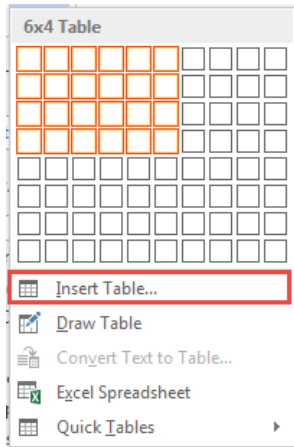 6x4 Table
Insert Table...
Draw Table
Convert Text to Table...
Excel Spreadsheet
Quick Tables